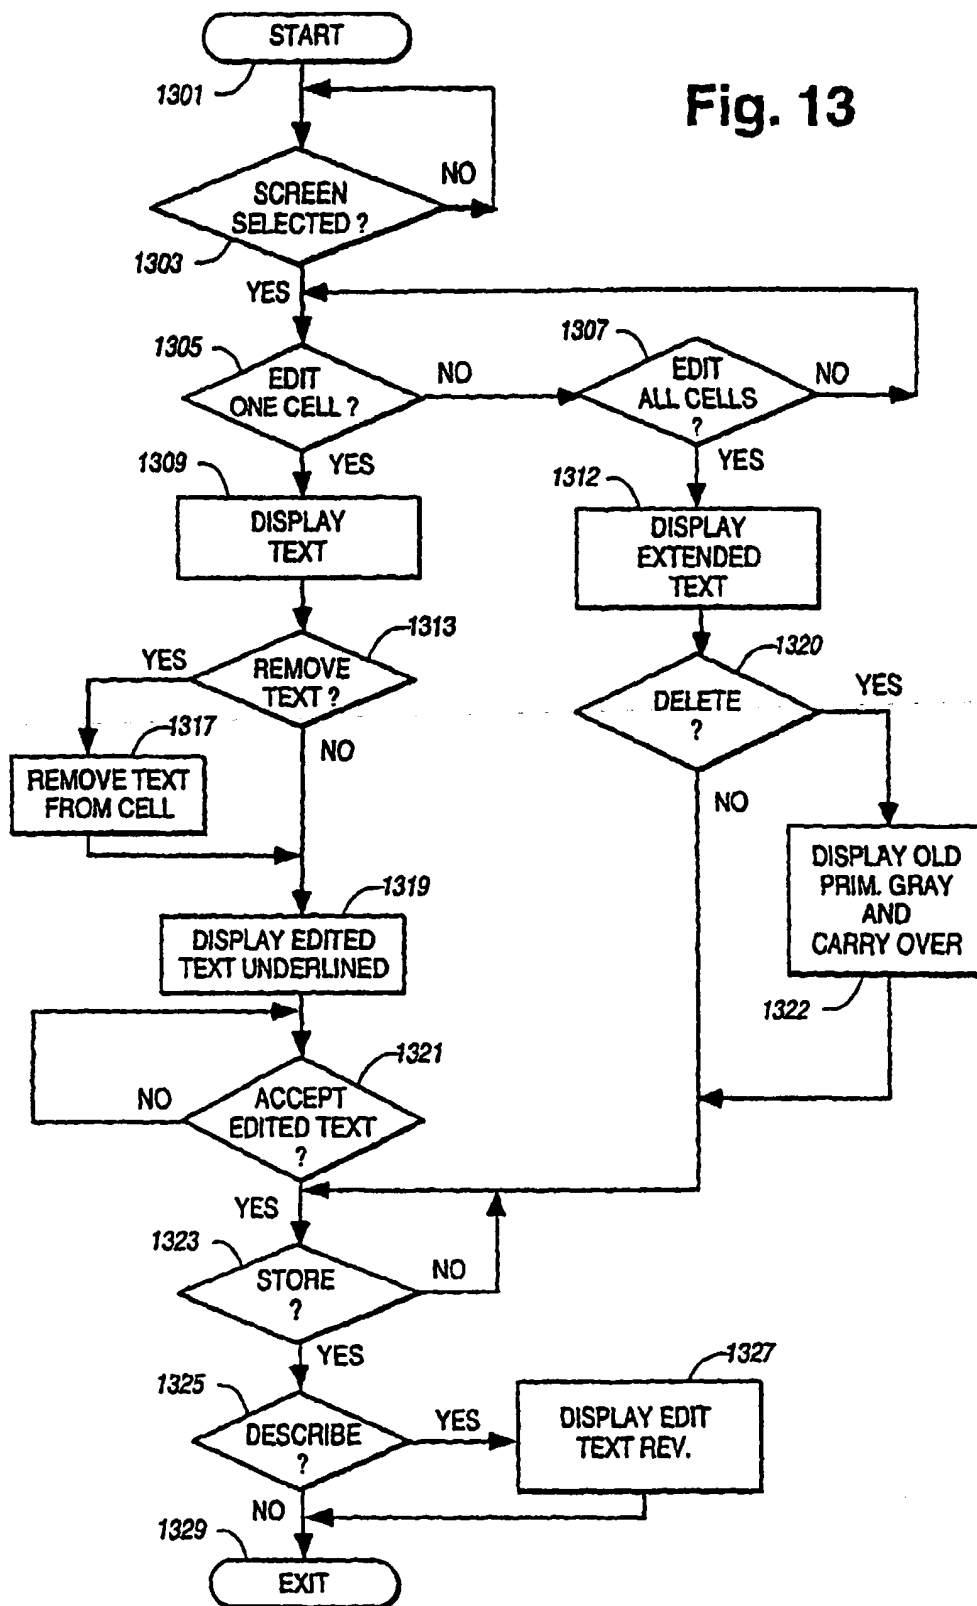 START
1301
Fig. 13
NO
SCREEN
SELECTED ?
1303
YES
1305
EDIT
ONE CELL ?
NO
1307
EDIT
ALL CELLS
?
NO
YES
1309
DISPLAY
TEXT
YES
1312
DISPLAY
EXTENDED
TEXT
1313
YES
REMOVE
TEXT ?
NO
1317
REMOVE TEXT
FROM CELL
1320
DELETE
?
YES
NO
DISPLAY OLD
PRIM. GRAY
AND
CARRY OVER
1322
1319
DISPLAY EDITED
TEXT UNDERLINED
1321
NO
ACCEPT
EDITED TEXT
?
YES
1323
STORE
?
NO
YES
1325
DESCRIBE
?
YES
1327
DISPLAY EDIT
TEXT REV.
NO
1329
EXIT